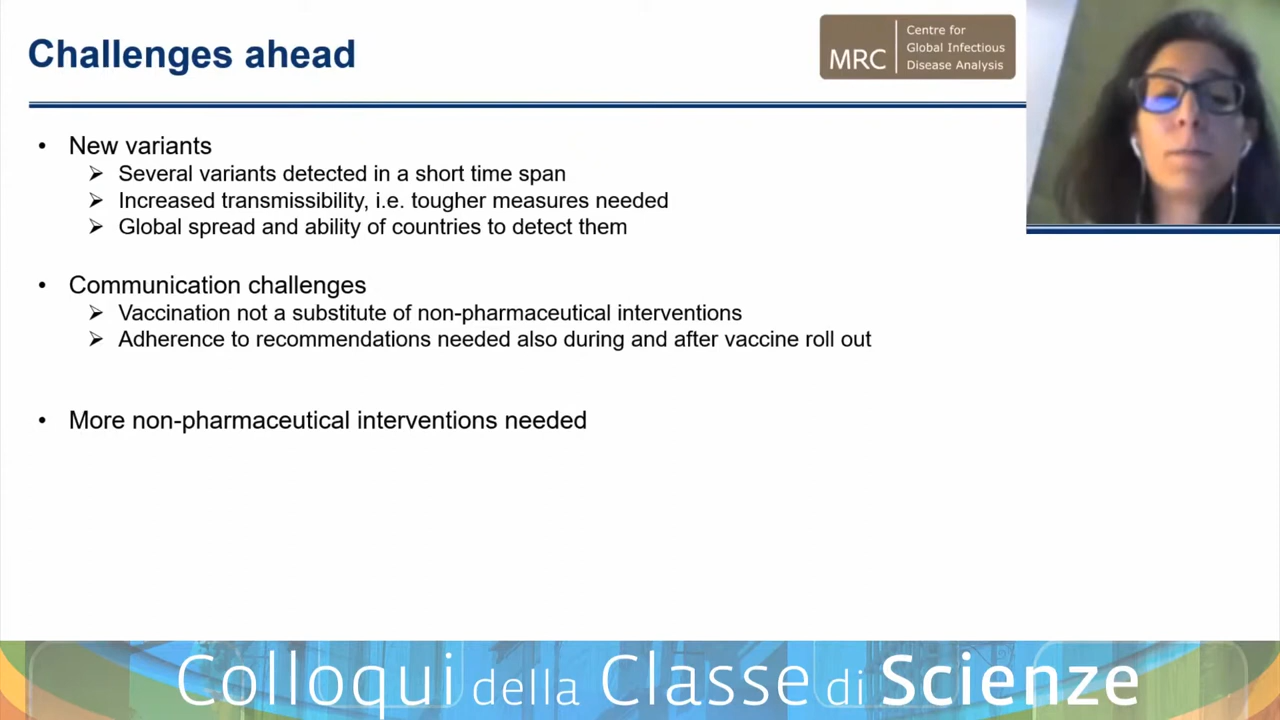 Challenges ahead
MRC
Centre for
Global Infectious
Disease Analysis
• New variants
➢ Several variants detected in a short time span
➢ Increased transmissibility, i.e. tougher measures needed
➢ Global spread and ability of countries to detect them
• Communication challenges
➢ Vaccination not a substitute of non-pharmaceutical interventions
➢ Adherence to recommendations needed also during and after vaccine roll out
• More non-pharmaceutical interventions needed
Colloqui della Classe di Scienze